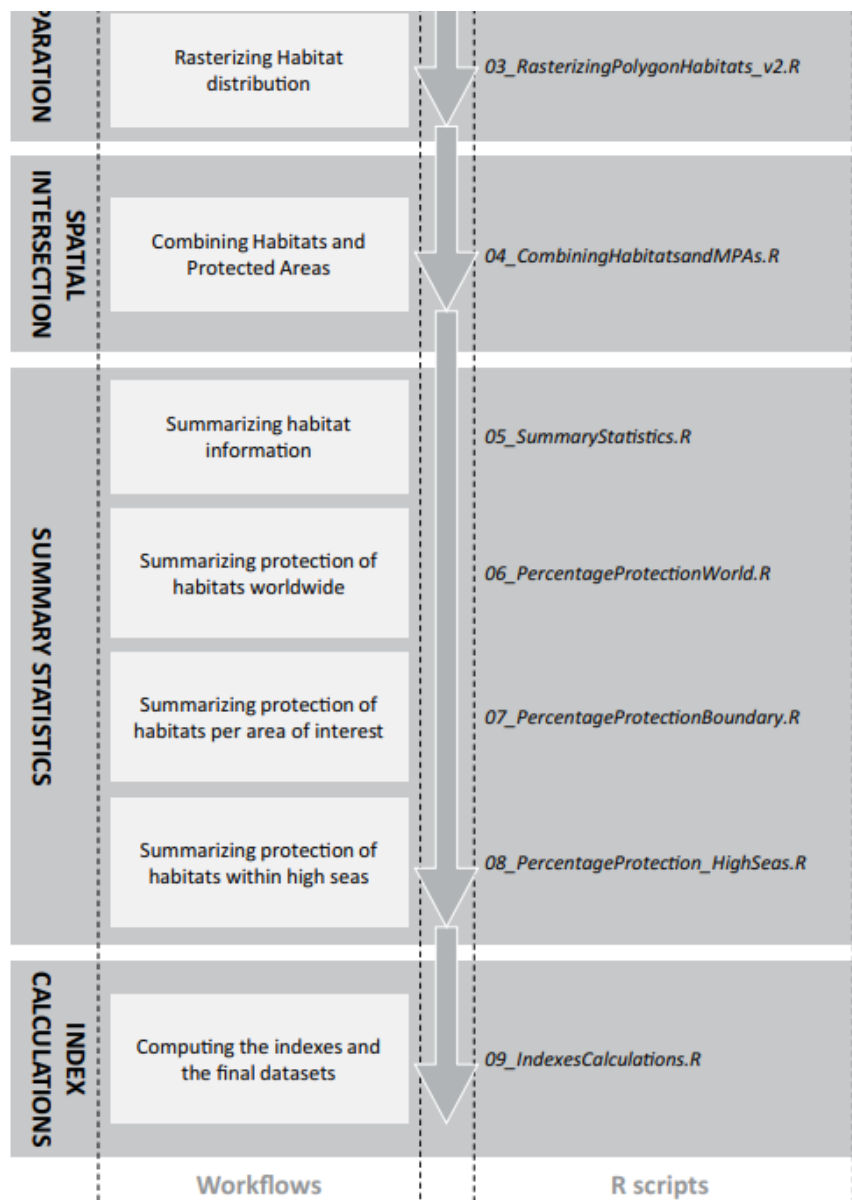 PARATION
Rasterizing Habitat
distribution
03_RasterizingPolygonHabitats_v2.R
SPATIAL
INTERSECTION
Combining Habitats and
Protected Areas
04_CombiningHabitatsandMPAs.R
SUMMARY STATISTICS
Summarizing habitat
information
05_SummaryStatistics.R
Summarizing protection of
habitats worldwide
06_PercentageProtectionWorld.R
Summarizing protection of
habitats per area of interest
07_PercentageProtectionBoundary.R
Summarizing protection of
habitats within high seas
08_PercentageProtection_HighSeas.R
INDEX
CALCULATIONS
Computing the indexes and
the final datasets
09_IndexesCalculations.R
Workflows
R scripts